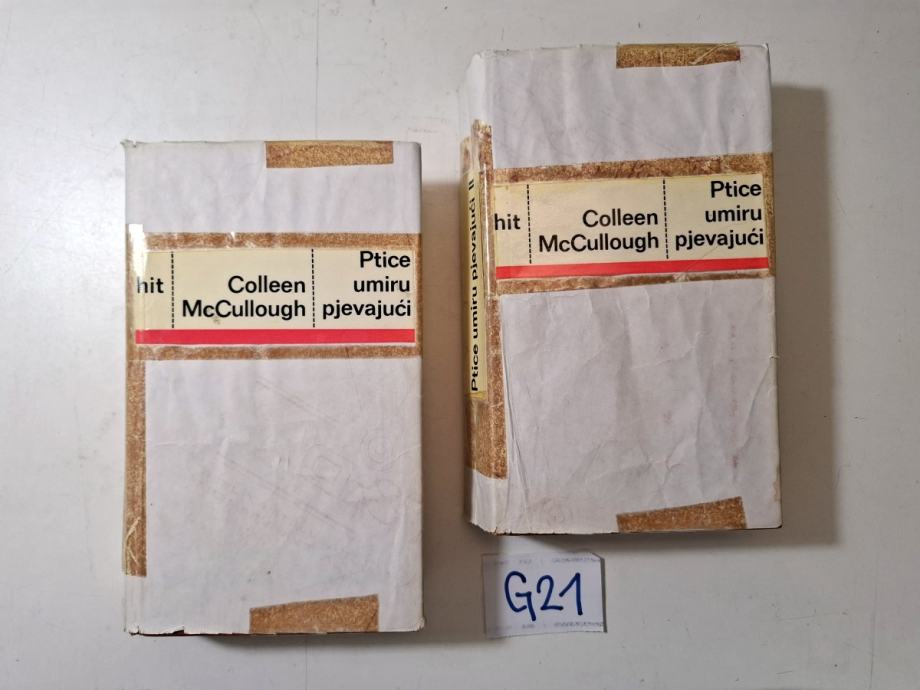 hit
Colleen
McCullough
Ptice
umiru
pjevajući
Ptice umiru pjevajući II
hit
Colleen
McCullough
Ptice
umiru
pjevajući
G21